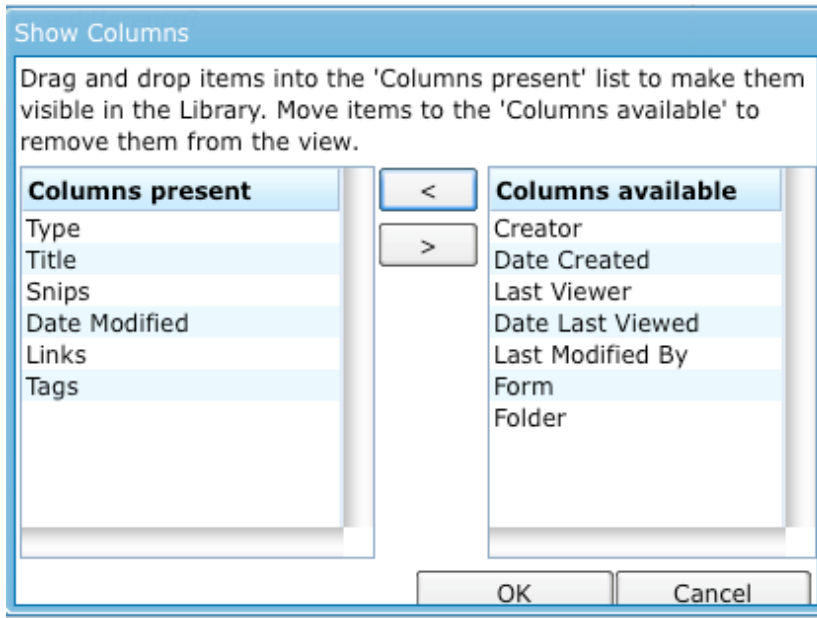 Show Columns
Drag and drop items into the 'Columns present' list to make them
visible in the Library. Move items to the 'Columns available' to
remove them from the view.
Columns present
Type
Title
Snips
Date Modified
Links
Tags
<
>
Columns available
Creator
Date Created
Last Viewer
Date Last Viewed
Last Modified By
Form
Folder
OK
Cancel